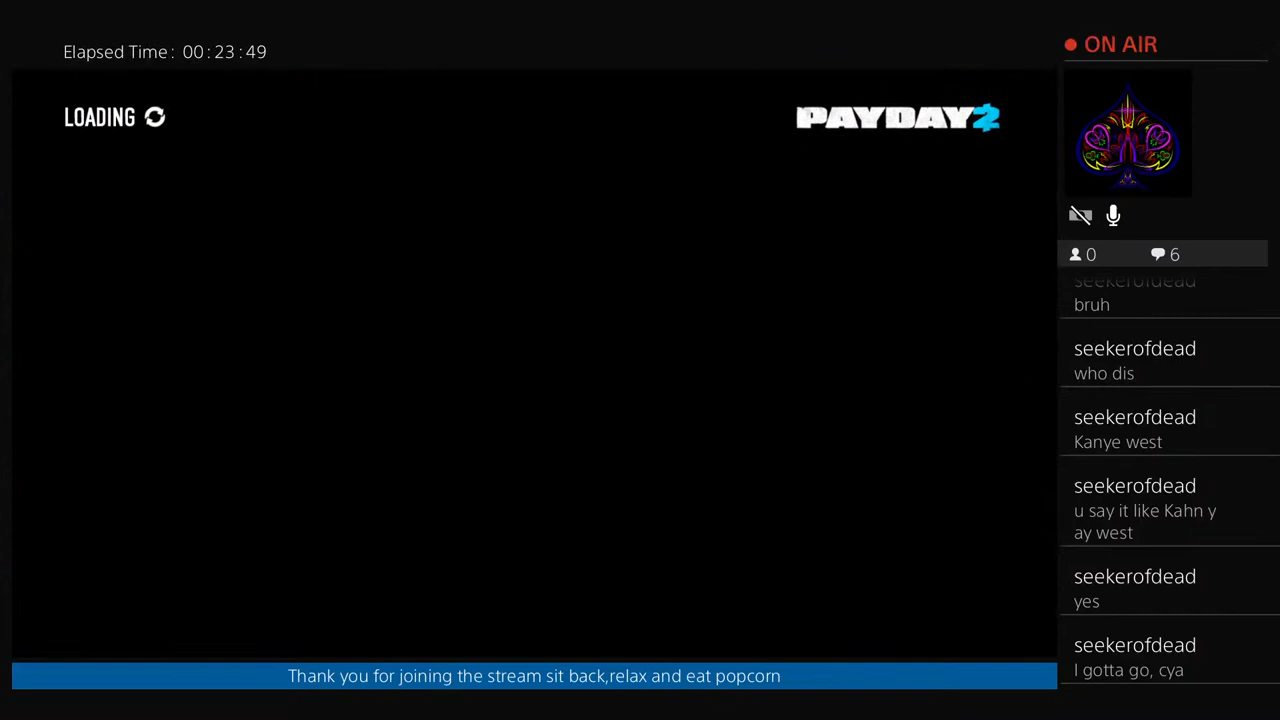 Elapsed Time: 00:23:49
ON AIR
LOADING
PAYDAY2
0
6
seekerofdead
bruh
seekerofdead
who dis
seekerofdead
Kanye west
seekerofdead
u say it like Kahn y
ay west
seekerofdead
yes
seekerofdead
I gotta go, cya
Thank you for joining the stream sit back,relax and eat popcorn